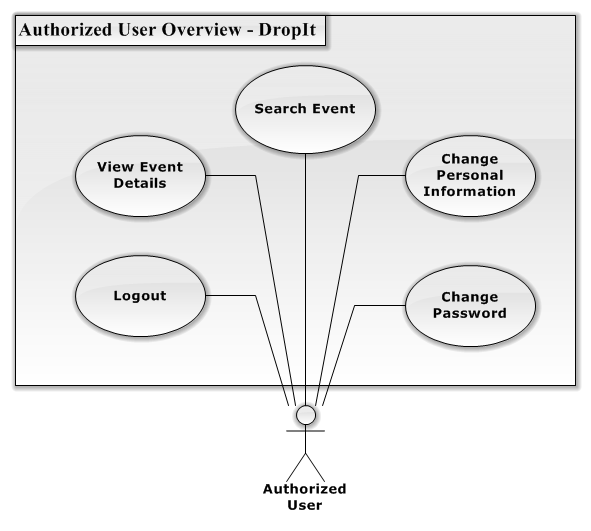 Authorized User Overview - DropIt
Search Event
View Event
Details
Change
Personal
Information
Logout
Change
Password
Authorized
User